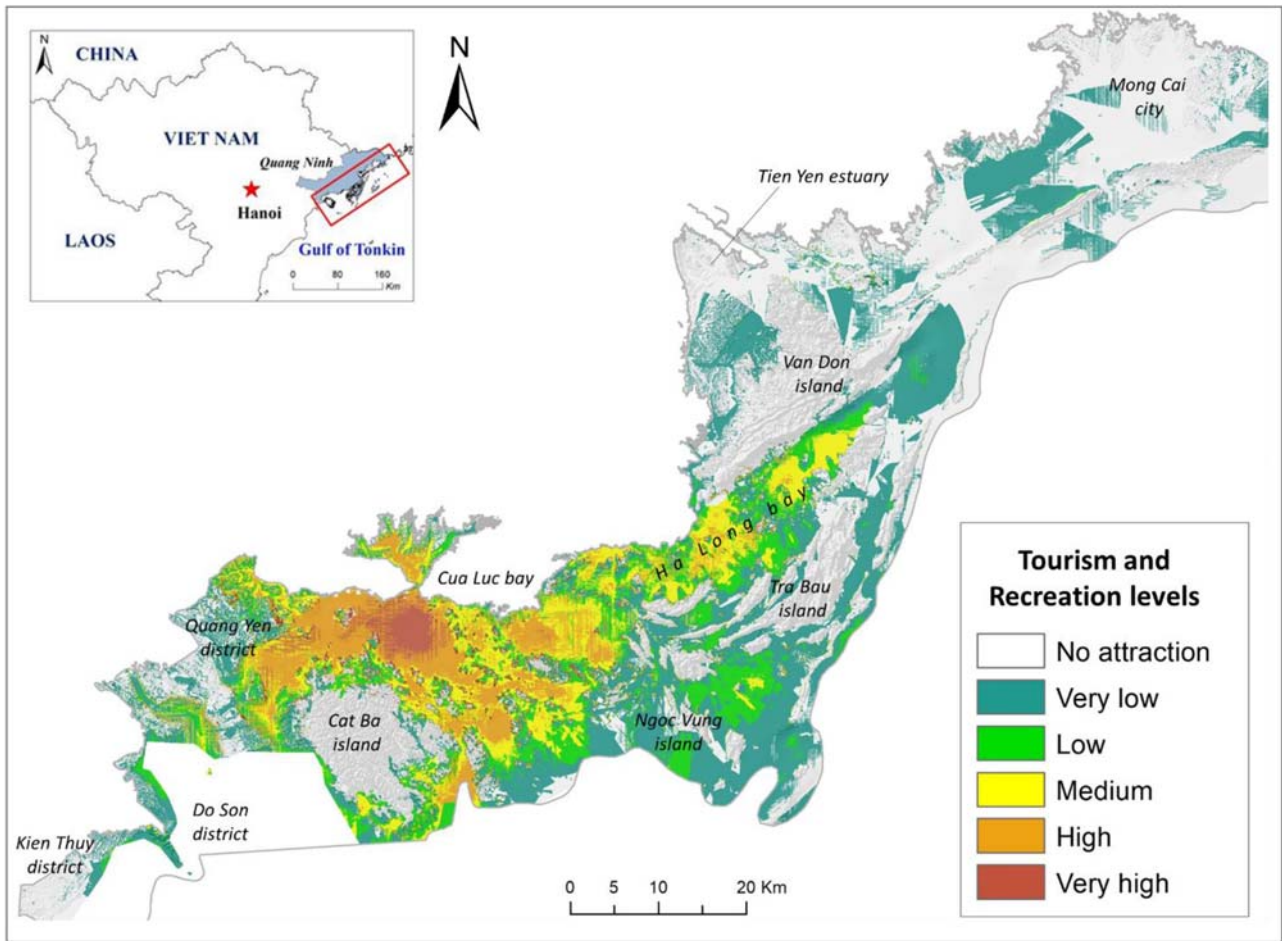 N
CHINA
VIET NAM
Quang Ninh
Hanoi
LAOS
Gulf of Tonkin
0 80 160
Km
N
Mong Cai
city
Tien Yen estuary
Van Don
island
Ha Long bay
Cua Luc bay
Tra Bau
island
Quang Yen
district
Cat Ba
island
Ngoc Vung
island
Do Son
district
Kien Thuy
district
0 5 10 20 Km
Tourism and
Recreation levels
No attraction
Very low
Low
Medium
High
Very high